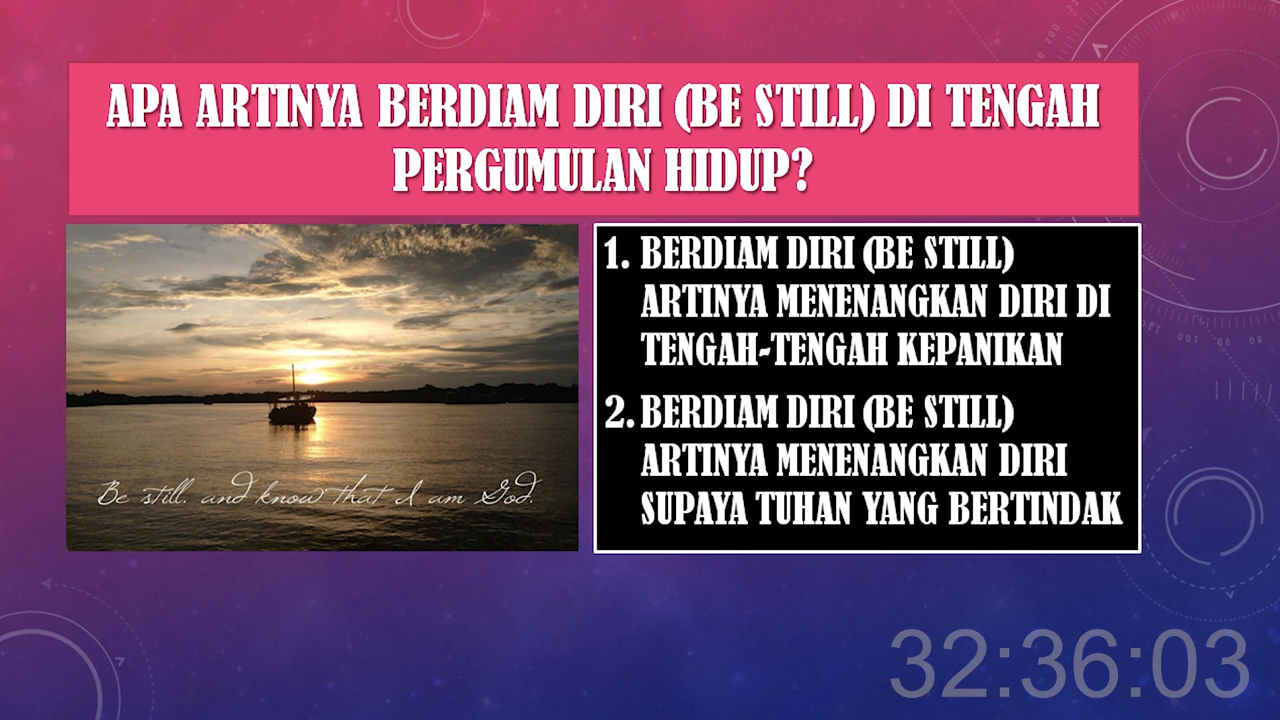 APA ARTINYA BERDIAM DIRI (BE STILL) DI TENGAH
PERGUMULAN HIDUP?
Be still, and know that I am God.
1. BERDIAM DIRI (BE STILL)
ARTINYA MENENANGKAN DIRI DI
TENGAH-TENGAH KEPANIKAN
2. BERDIAM DIRI (BE STILL)
ARTINYA MENENANGKAN DIRI
SUPAYA TUHAN YANG BERTINDAK
32:36:03